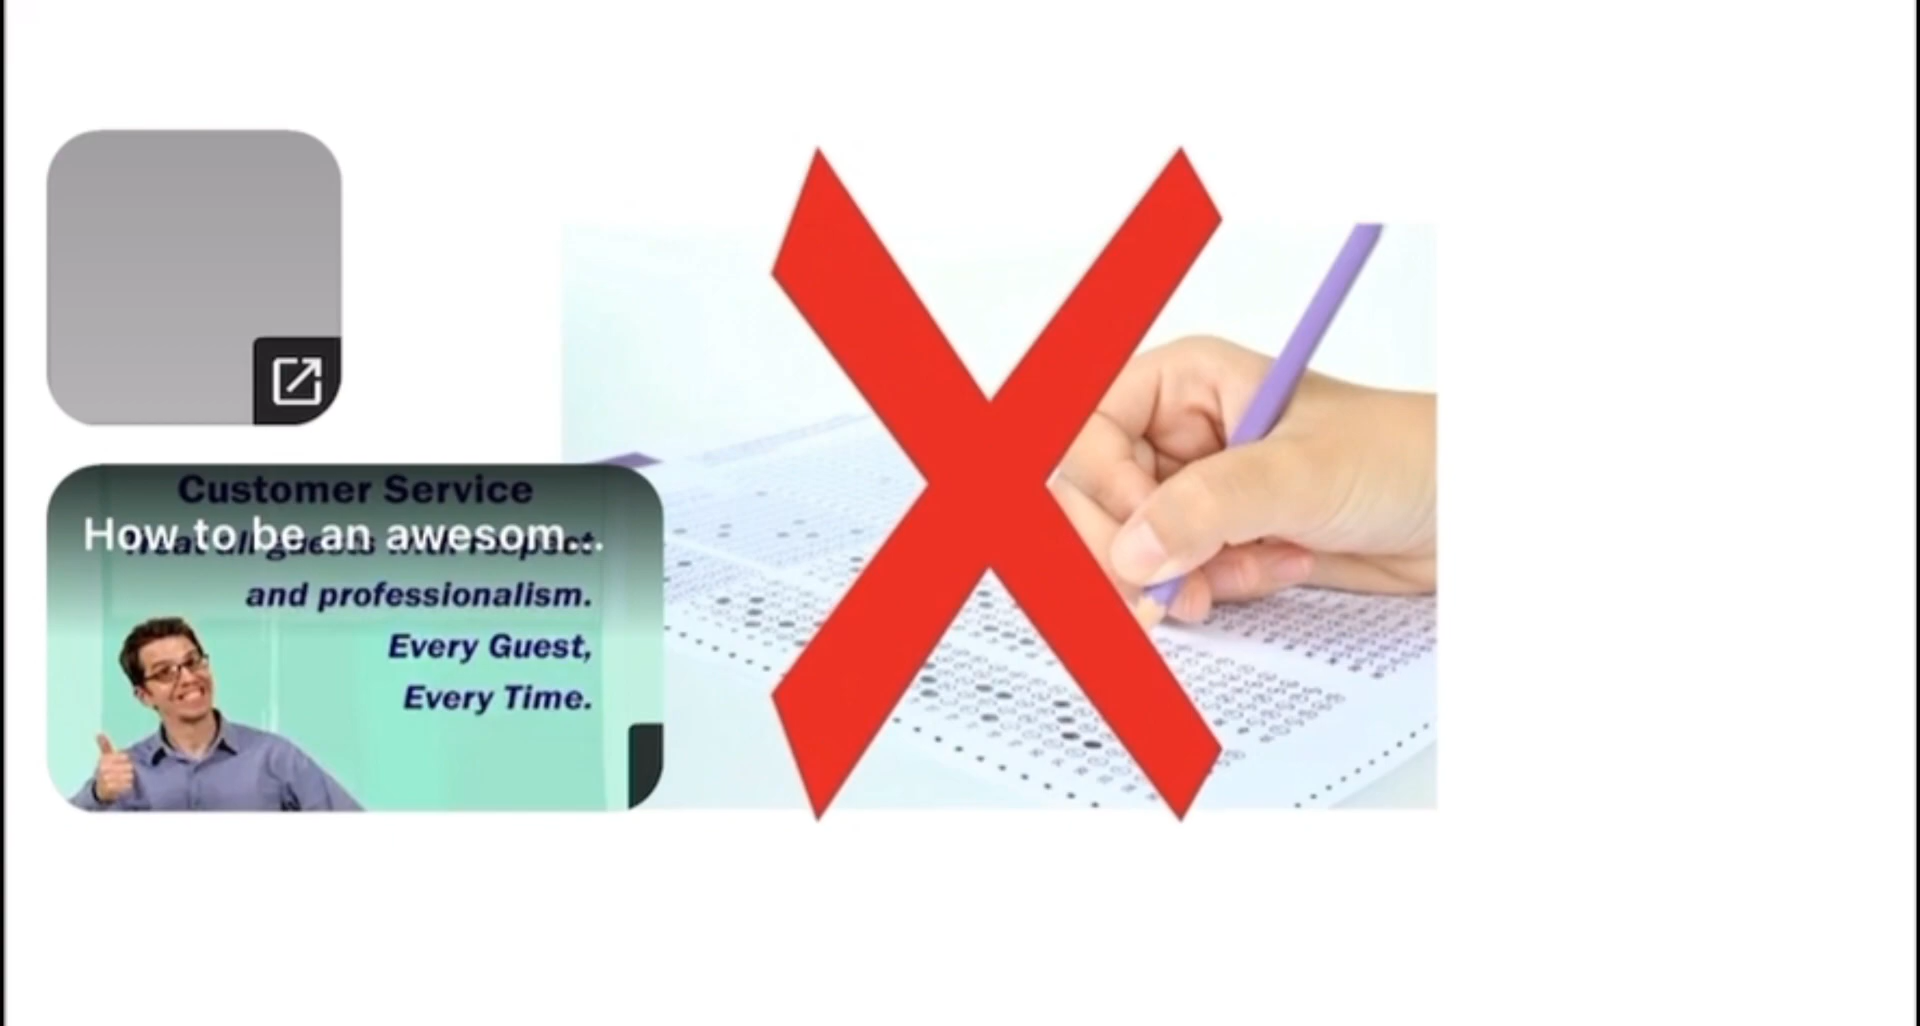 Customer Service
How to be an awesom...
and professionalism.
Every Guest,
Every Time.